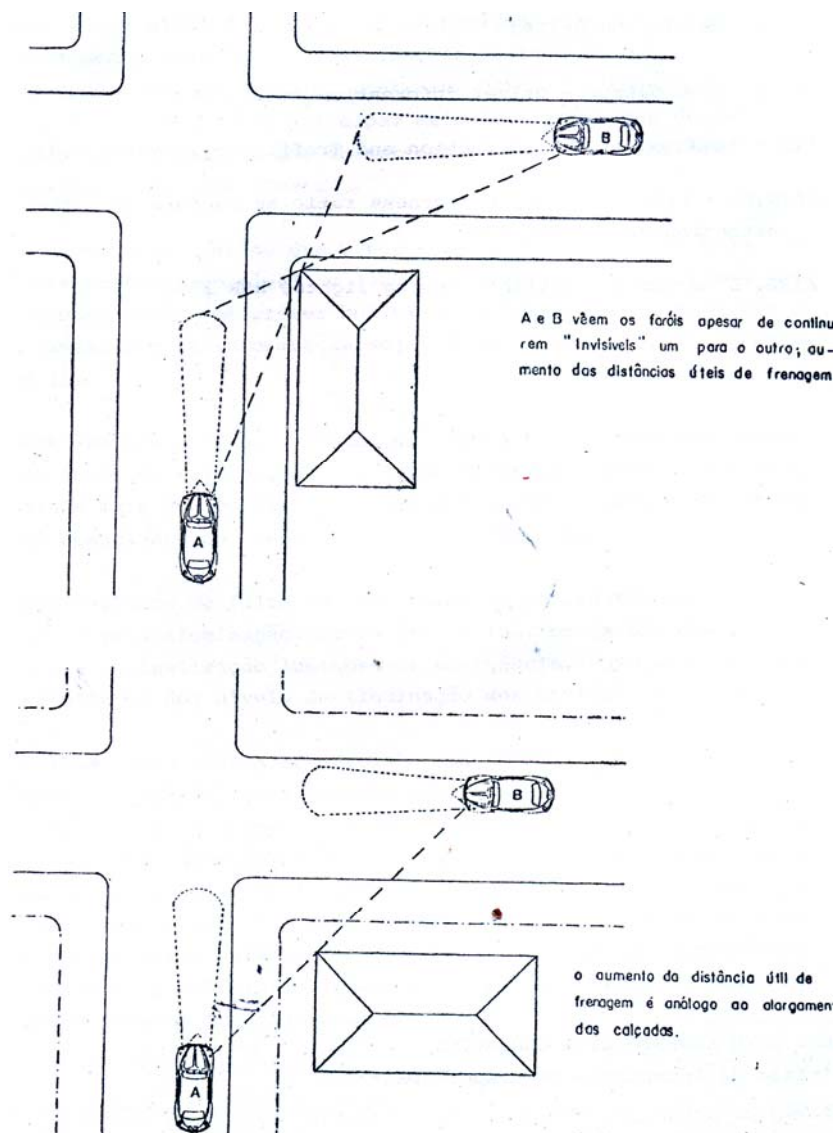 B
A e B vêem os faróis apesar de continu
rem "Invisíveis" um para o outro; au-
mento das distâncias úteis de frenagem
A
B
o aumento da distância útil de
frenagem é análogo ao alargamen
das calçadas.
A